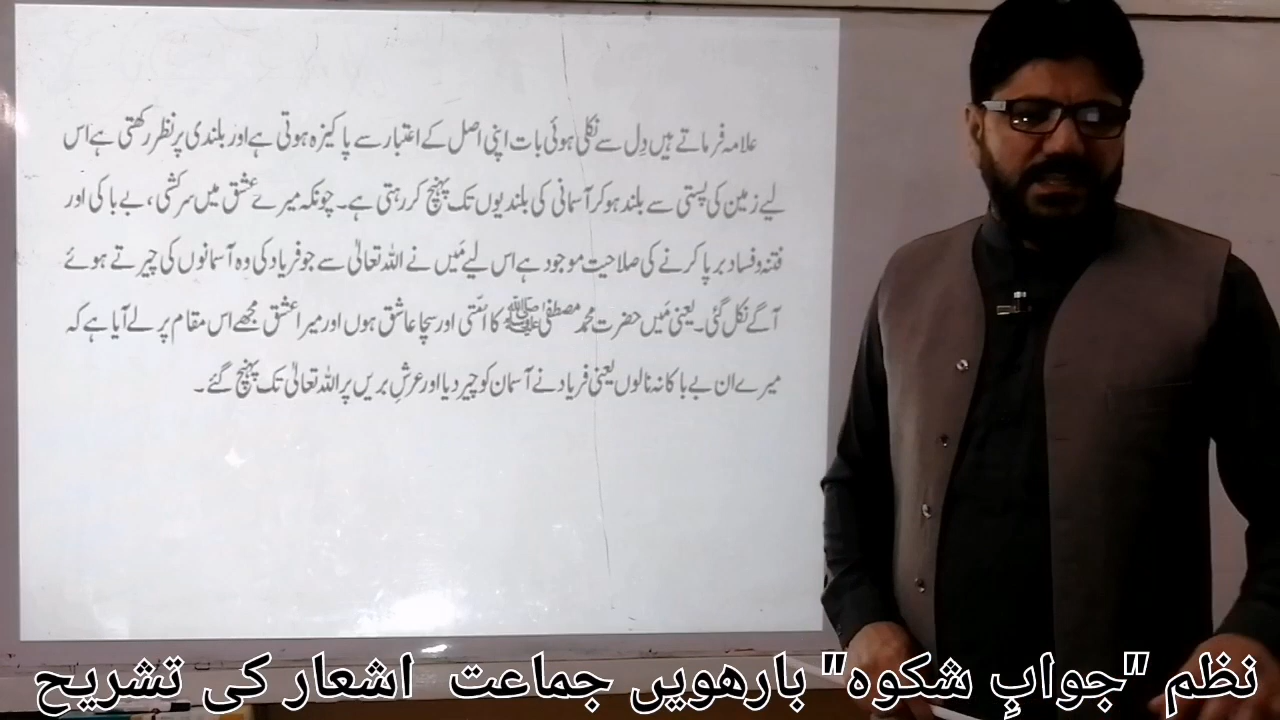 علامہ فرماتے ہیں دِل سے نکلی ہوئی بات اپنی اصل کے اعتبار سے پاکیزہ ہوتی ہے اور بلندی پر نظر رکھتی ہے اس
لیے زمین کی پستی سے بلند ہو کر آسمانی کی بلندیوں تک پہنچ کر رہتی ہے۔ چونکہ میرے عشق میں سرکشی، بے باکی اور
فتنہ و فساد برپا کرنے کی صلاحیت موجود ہے اس لیے مَیں نے اللہ تعالیٰ سے جو فریاد کی وہ آسمانوں کی چیرتے ہوئے
آگے نکل گئی۔ یعنی مَیں حضرت محمد مصطفیٰ ﷺ کا اُمّتی اور سچا عاشق ہوں اور میرا عشق مجھے اس مقام پر لے آیا ہے کہ
میرے ان بے باکانہ نالوں یعنی فریاد نے آسمان کو چیر دیا اور عرشِ بریں پر اللہ تعالیٰ تک پہنچ گئے۔
نظم "جوابِ شکوہ" بارھویں جماعت اشعار کی تشریح